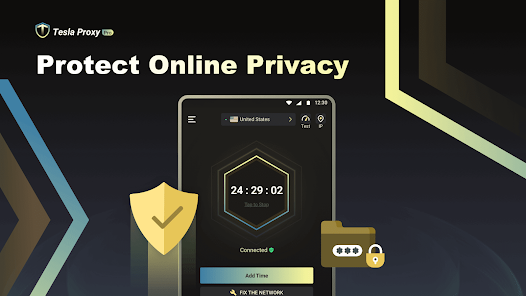 Tesla Proxy Pro
Protect Online Privacy
12:30
United States
Test
IP
24 : 29 : 02
Tap to Stop
Connected
Add Time
FIX THE NETWORK
***